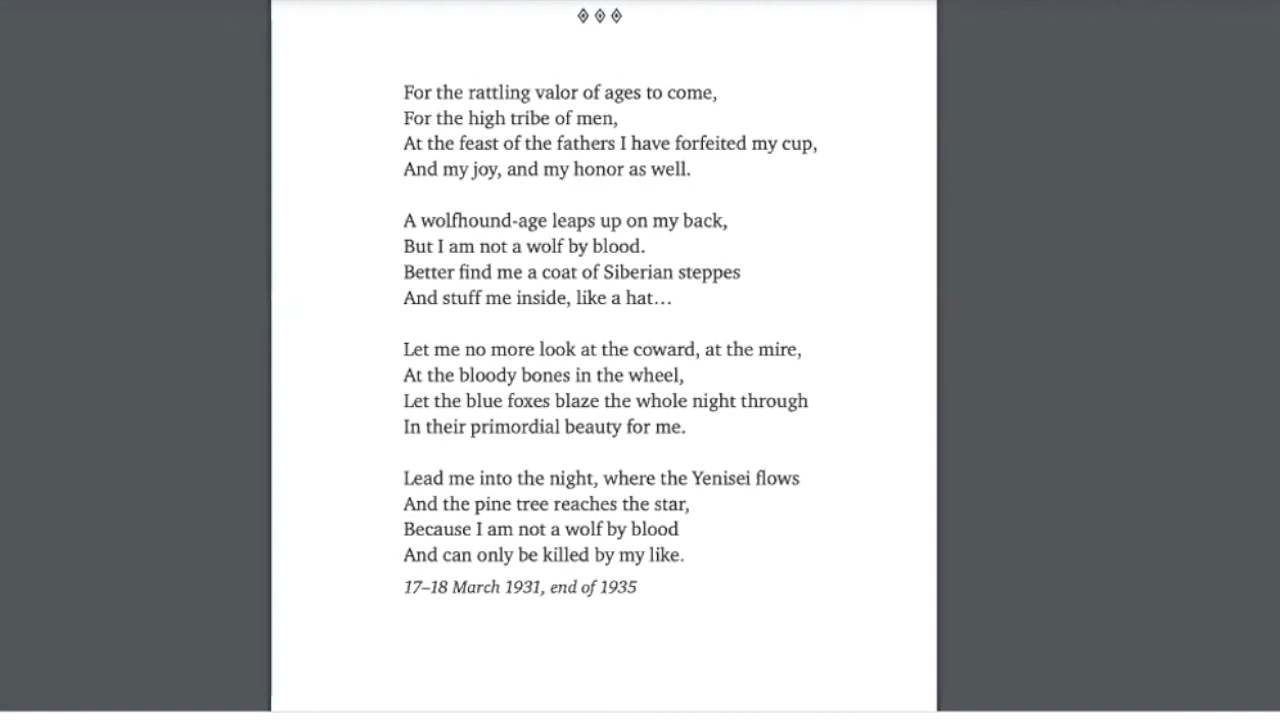 For the rattling valor of ages to come,
For the high tribe of men,
At the feast of the fathers I have forfeited my cup,
And my joy, and my honor as well.
A wolfhound-age leaps up on my back,
But I am not a wolf by blood.
Better find me a coat of Siberian steppes
And stuff me inside, like a hat…
Let me no more look at the coward, at the mire,
At the bloody bones in the wheel,
Let the blue foxes blaze the whole night through
In their primordial beauty for me.
Lead me into the night, where the Yenisei flows
And the pine tree reaches the star,
Because I am not a wolf by blood
And can only be killed by my like.
17–18 March 1931, end of 1935